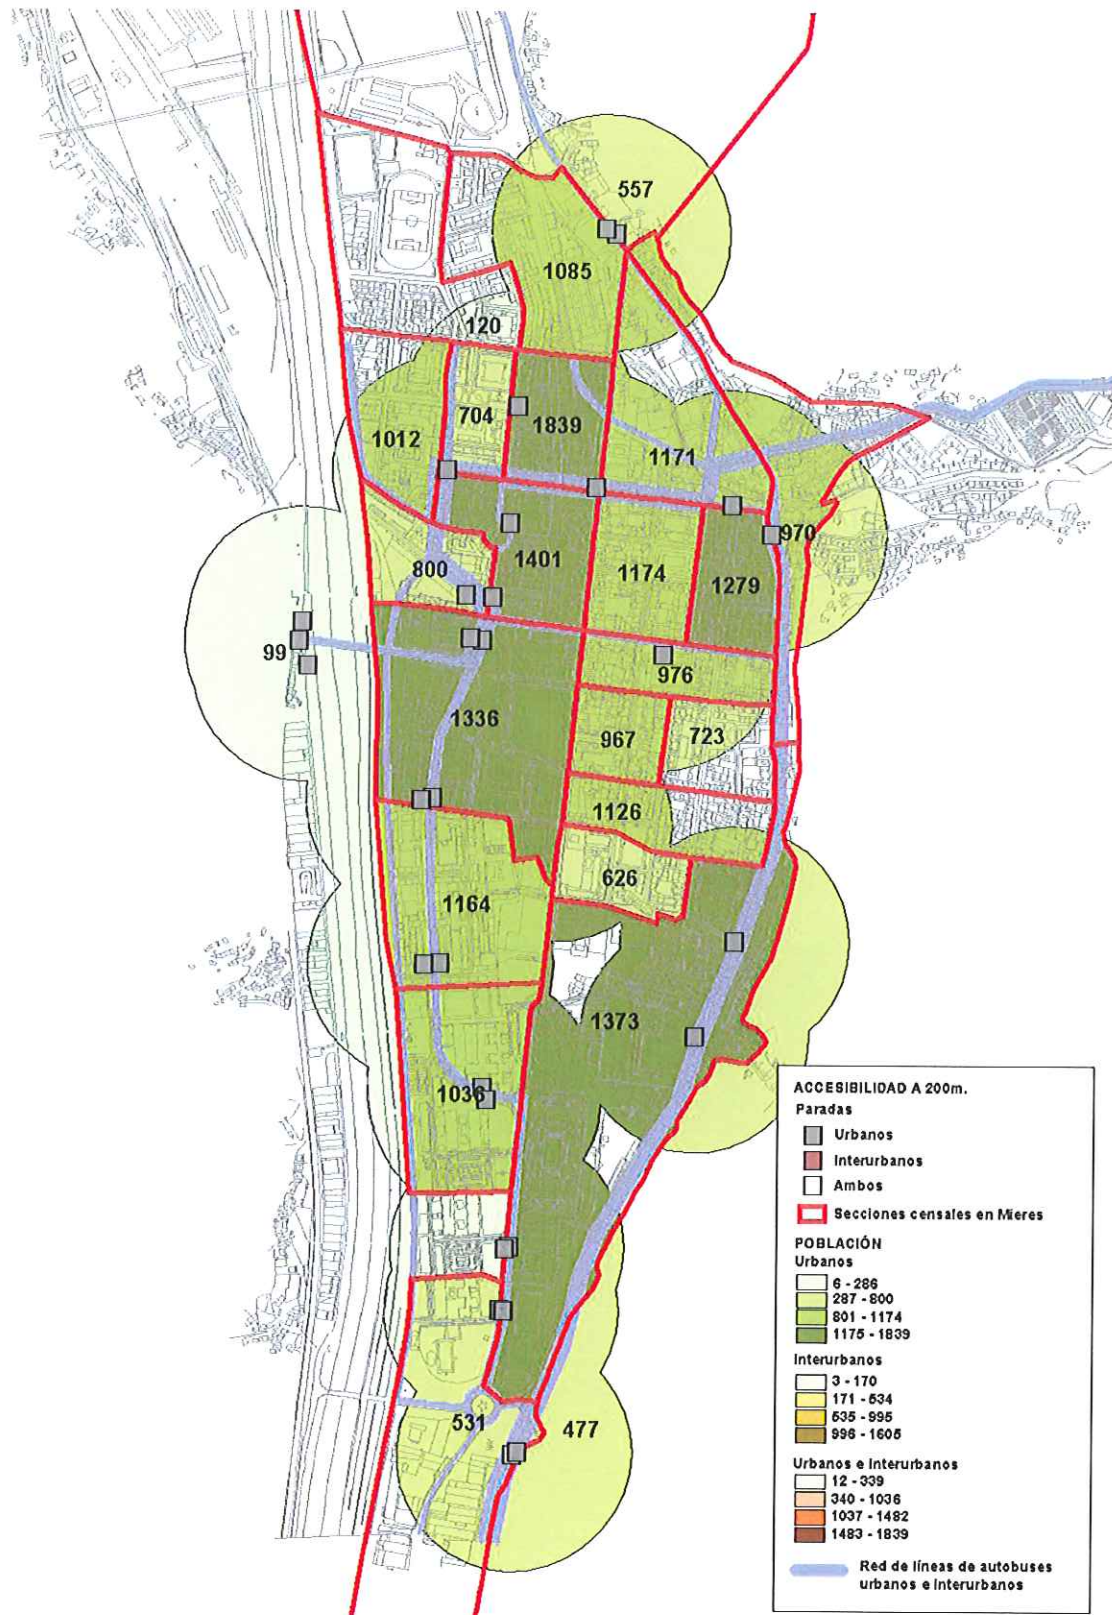 557
1085
120
704
1839
1012
1171
970
1401
800
1174
1279
99
976
1336
967
723
1126
626
1164
1373
1036
531
477
ACCESIBILIDAD A 200m.
Paradas
Urbanos
Interurbanos
Ambos
Secciones censales en Mieres
POBLACIÓN
Urbanos
6 - 286
287 - 800
801 - 1174
1175 - 1839
Interurbanos
3 - 170
171 - 534
535 - 995
996 - 1605
Urbanos e Interurbanos
12 - 339
340 - 1036
1037 - 1482
1483 - 1839
Red de líneas de autobuses
urbanos e interurbanos